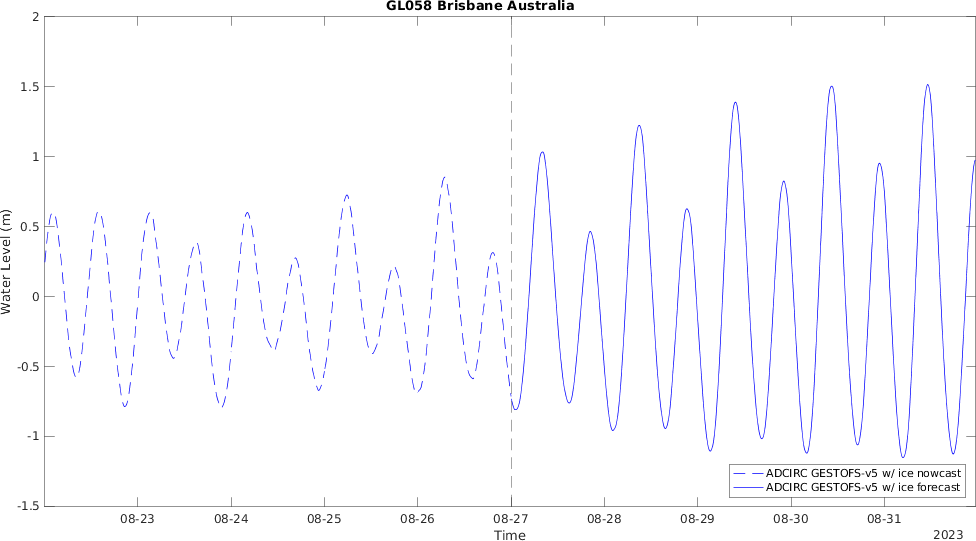 GL058 Brisbane Australia
2
1.5
1
0.5
0
-0.5
-1
-1.5
Water Level (m)
ADCIRC GESTOFS-v5 w/ ice nowcast
ADCIRC GESTOFS-v5 w/ ice forecast
08-23 08-24 08-25 08-26 08-27 08-28 08-29 08-30 08-31
Time
2023